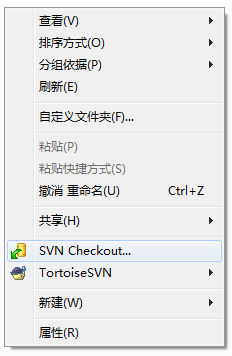 查看(V)
排序方式(O)
分组依据(P)
刷新(E)
自定义文件夹(F)...
粘贴(P)
粘贴快捷方式(S)
撤消 重命名(U) Ctrl+Z
共享(H)
SVN Checkout...
TortoiseSVN
新建(W)
属性(R)